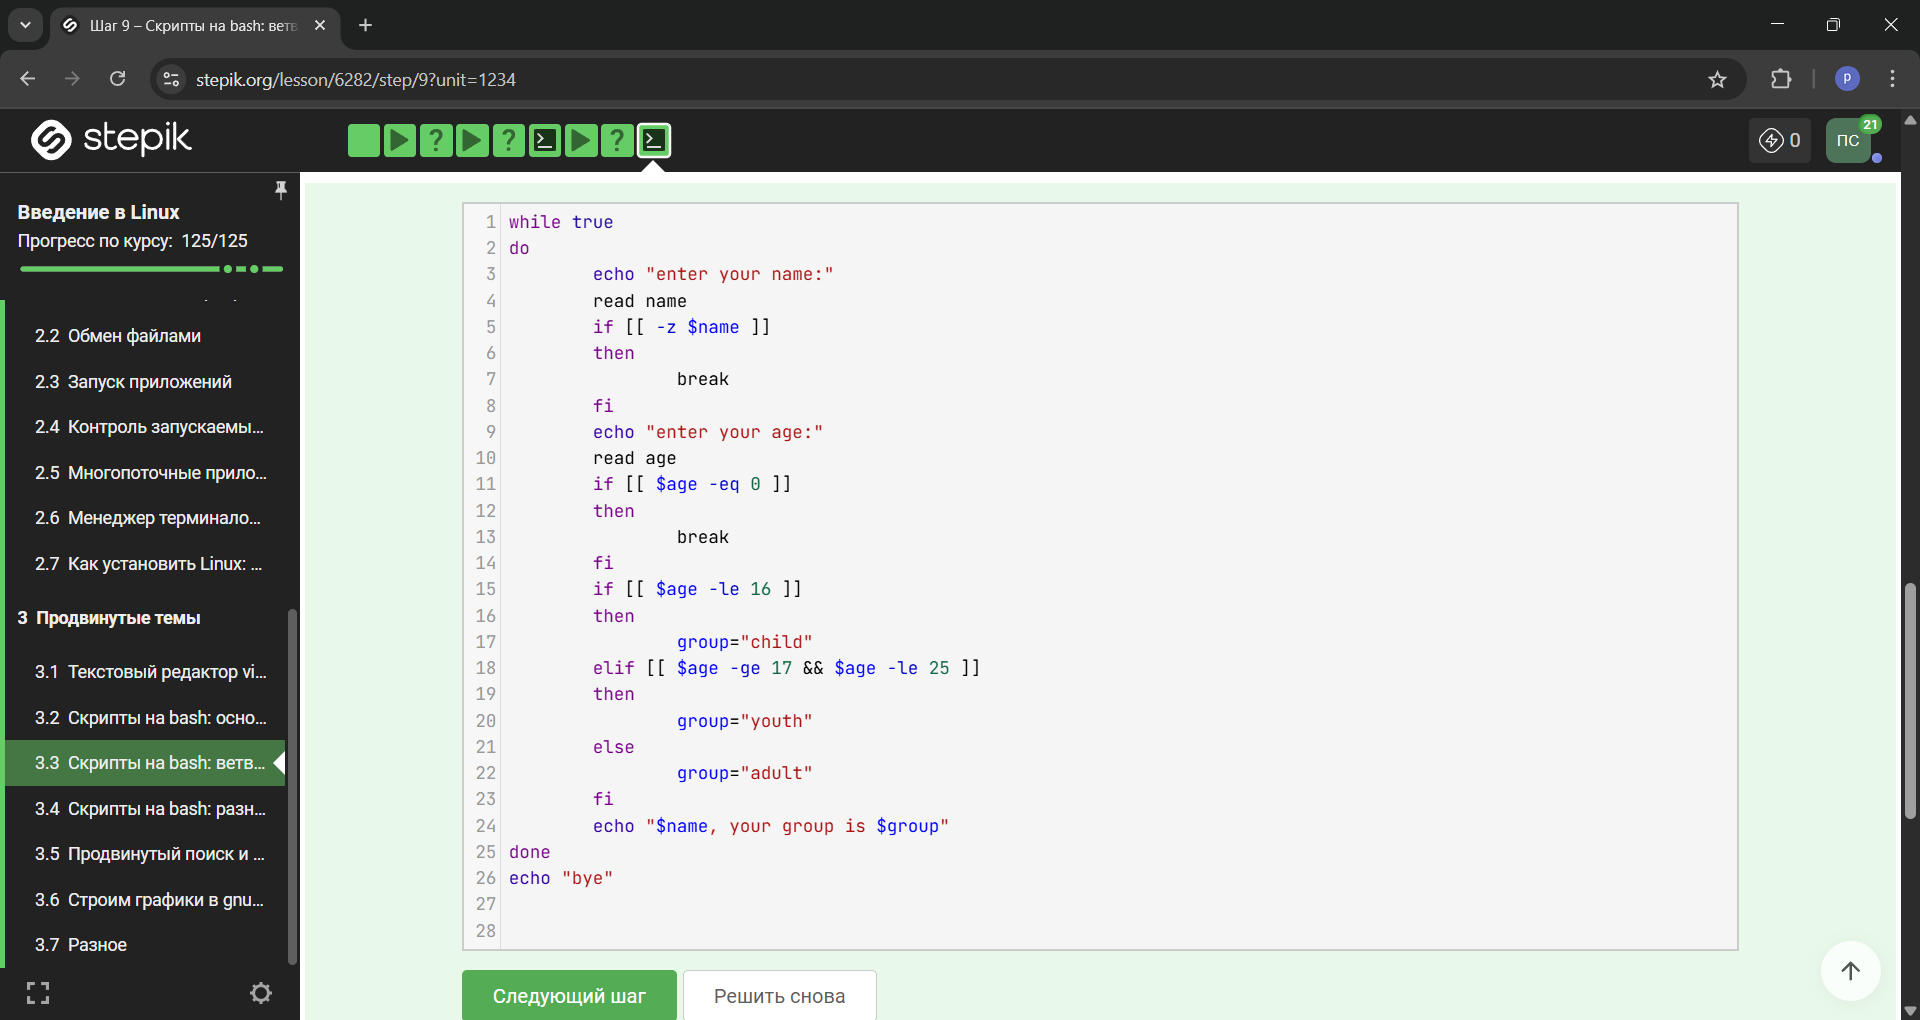 Шаг 9 – Скрипты на bash: ветв
stepik.org/lesson/6282/step/9?unit=1234
P
stepik
0
ПС
21
Введение в Linux
Прогресс по курсу: 125/125
2.2 Обмен файлами
2.3 Запуск приложений
2.4 Контроль запускаемы...
2.5 Многопоточные прило...
2.6 Менеджер терминало...
2.7 Как установить Linux: ...
3 Продвинутые темы
3.1 Текстовый редактор vi...
3.2 Скрипты на bash: осно...
3.3 Скрипты на bash: ветв...
3.4 Скрипты на bash: разн...
3.5 Продвинутый поиск и ...
3.6 Строим графики в gnu...
3.7 Разное
1 while true
2 do
3 echo "enter your name:"
4 read name
5 if [[ -z $name ]]
6 then
7 break
8 fi
9 echo "enter your age:"
10 read age
11 if [[ $age -eq 0 ]]
12 then
13 break
14 fi
15 if [[ $age -le 16 ]]
16 then
17 group="child"
18 elif [[ $age -ge 17 && $age -le 25 ]]
19 then
20 group="youth"
21 else
22 group="adult"
23 fi
24 echo "$name, your group is $group"
25 done
26 echo "bye"
27
28
Следующий шаг
Решить снова